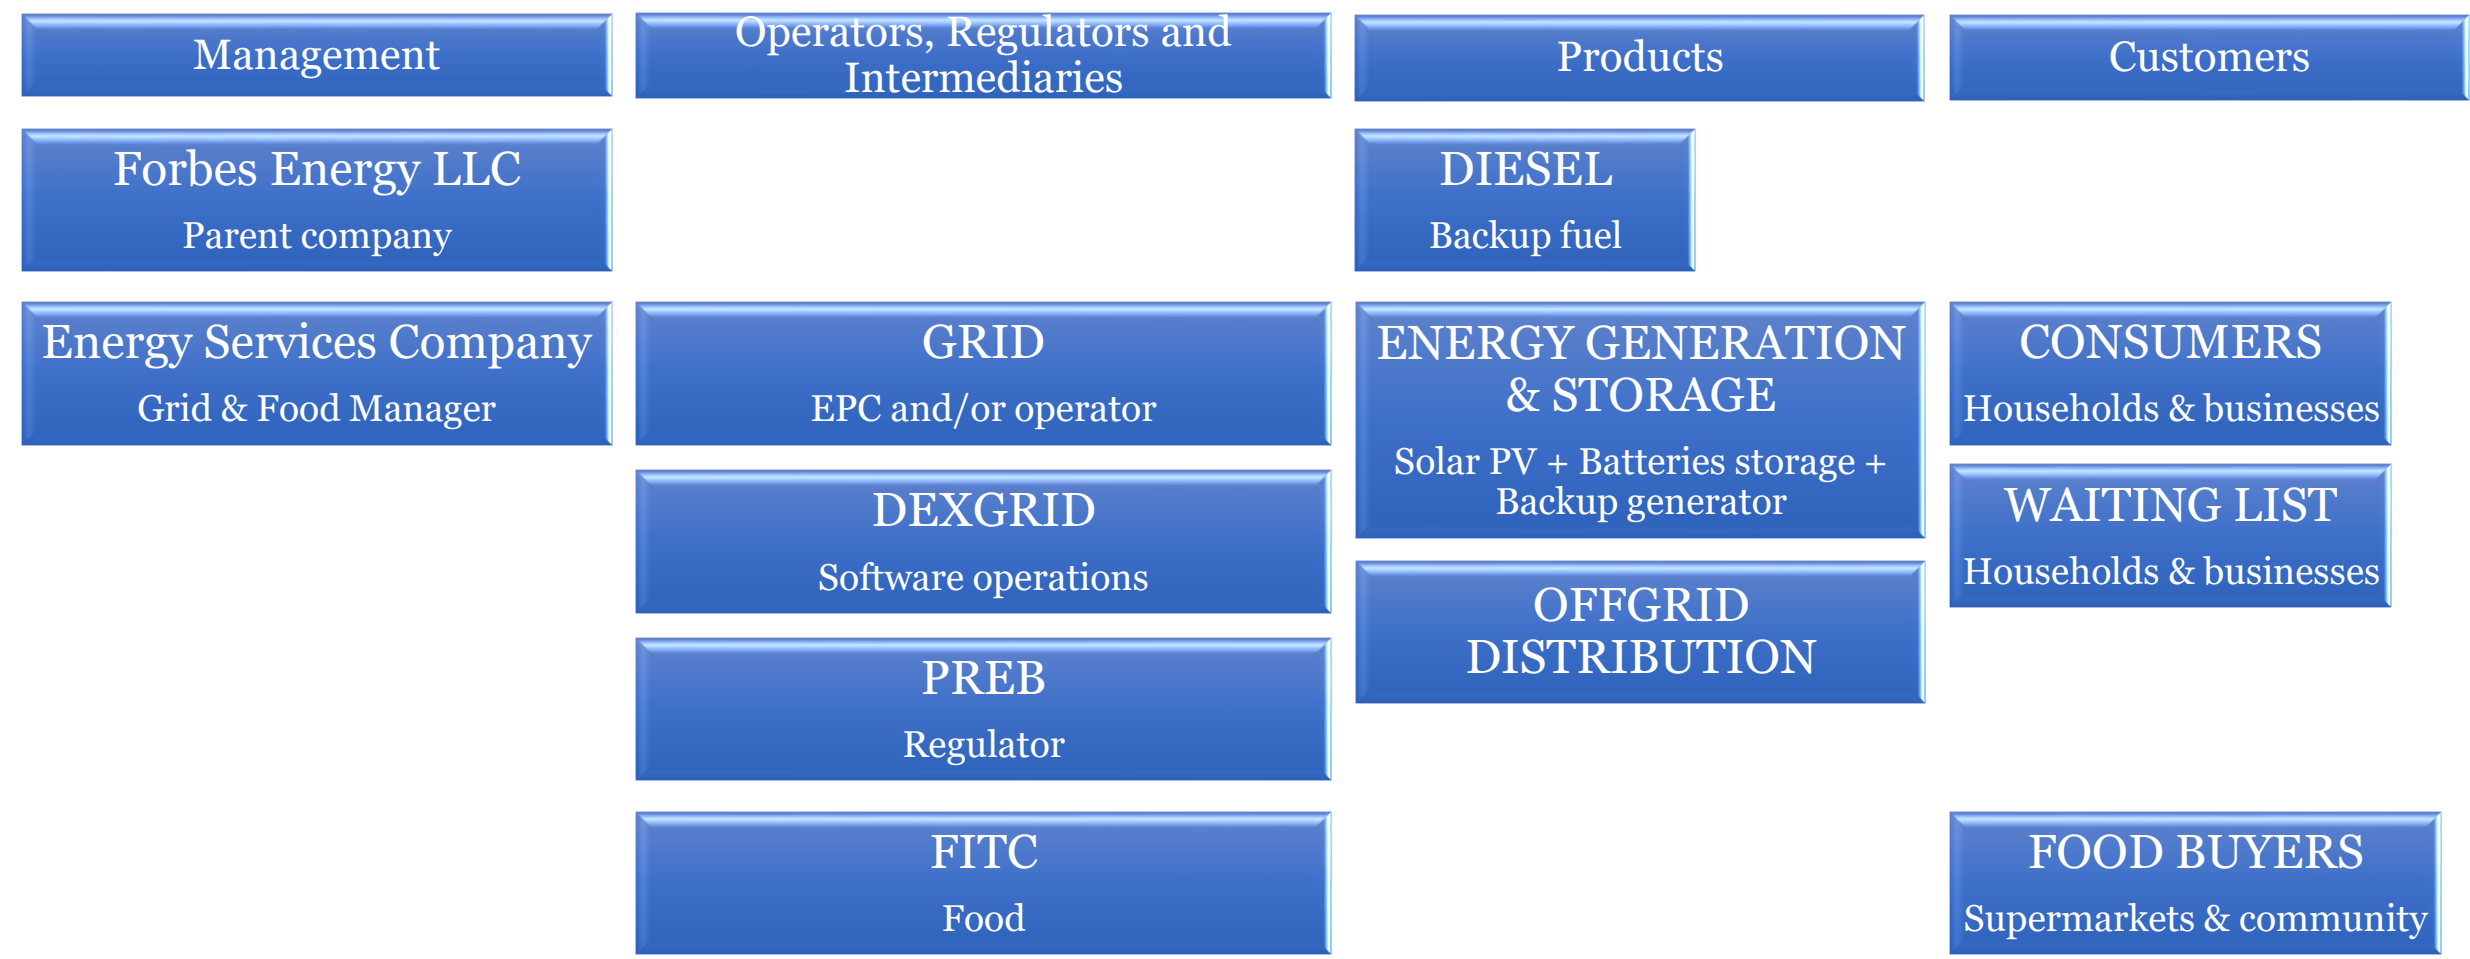 Management
Operators, Regulators and
Intermediaries
Products
Customers
Forbes Energy LLC
Parent company
DIESEL
Backup fuel
Energy Services Company
Grid & Food Manager
GRID
EPC and/or operator
ENERGY GENERATION
& STORAGE
Solar PV + Batteries storage +
Backup generator
CONSUMERS
Households & businesses
DEXGRID
Software operations
WAITING LIST
Households & businesses
OFFGRID
DISTRIBUTION
PREB
Regulator
FITC
Food
FOOD BUYERS
Supermarkets & community